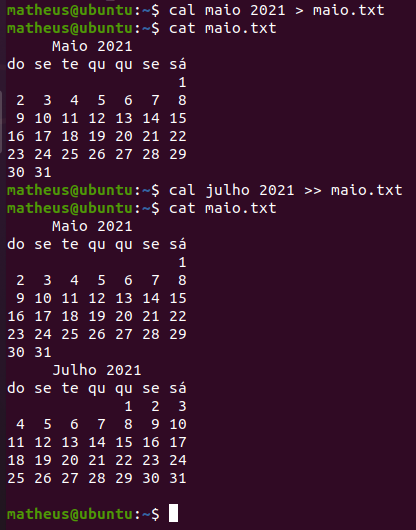 matheus@ubuntu:~$ cal maio 2021 > maio.txt
matheus@ubuntu:~$ cat maio.txt
     Maio 2021
do se te qu qu se sá
                   1
 2  3  4  5  6  7  8
 9 10 11 12 13 14 15
16 17 18 19 20 21 22
23 24 25 26 27 28 29
30 31
matheus@ubuntu:~$ cal julho 2021 >> maio.txt
matheus@ubuntu:~$ cat maio.txt
     Maio 2021
do se te qu qu se sá
                   1
 2  3  4  5  6  7  8
 9 10 11 12 13 14 15
16 17 18 19 20 21 22
23 24 25 26 27 28 29
30 31
     Julho 2021
do se te qu qu se sá
             1  2  3
 4  5  6  7  8  9 10
11 12 13 14 15 16 17
18 19 20 21 22 23 24
25 26 27 28 29 30 31
matheus@ubuntu:~$